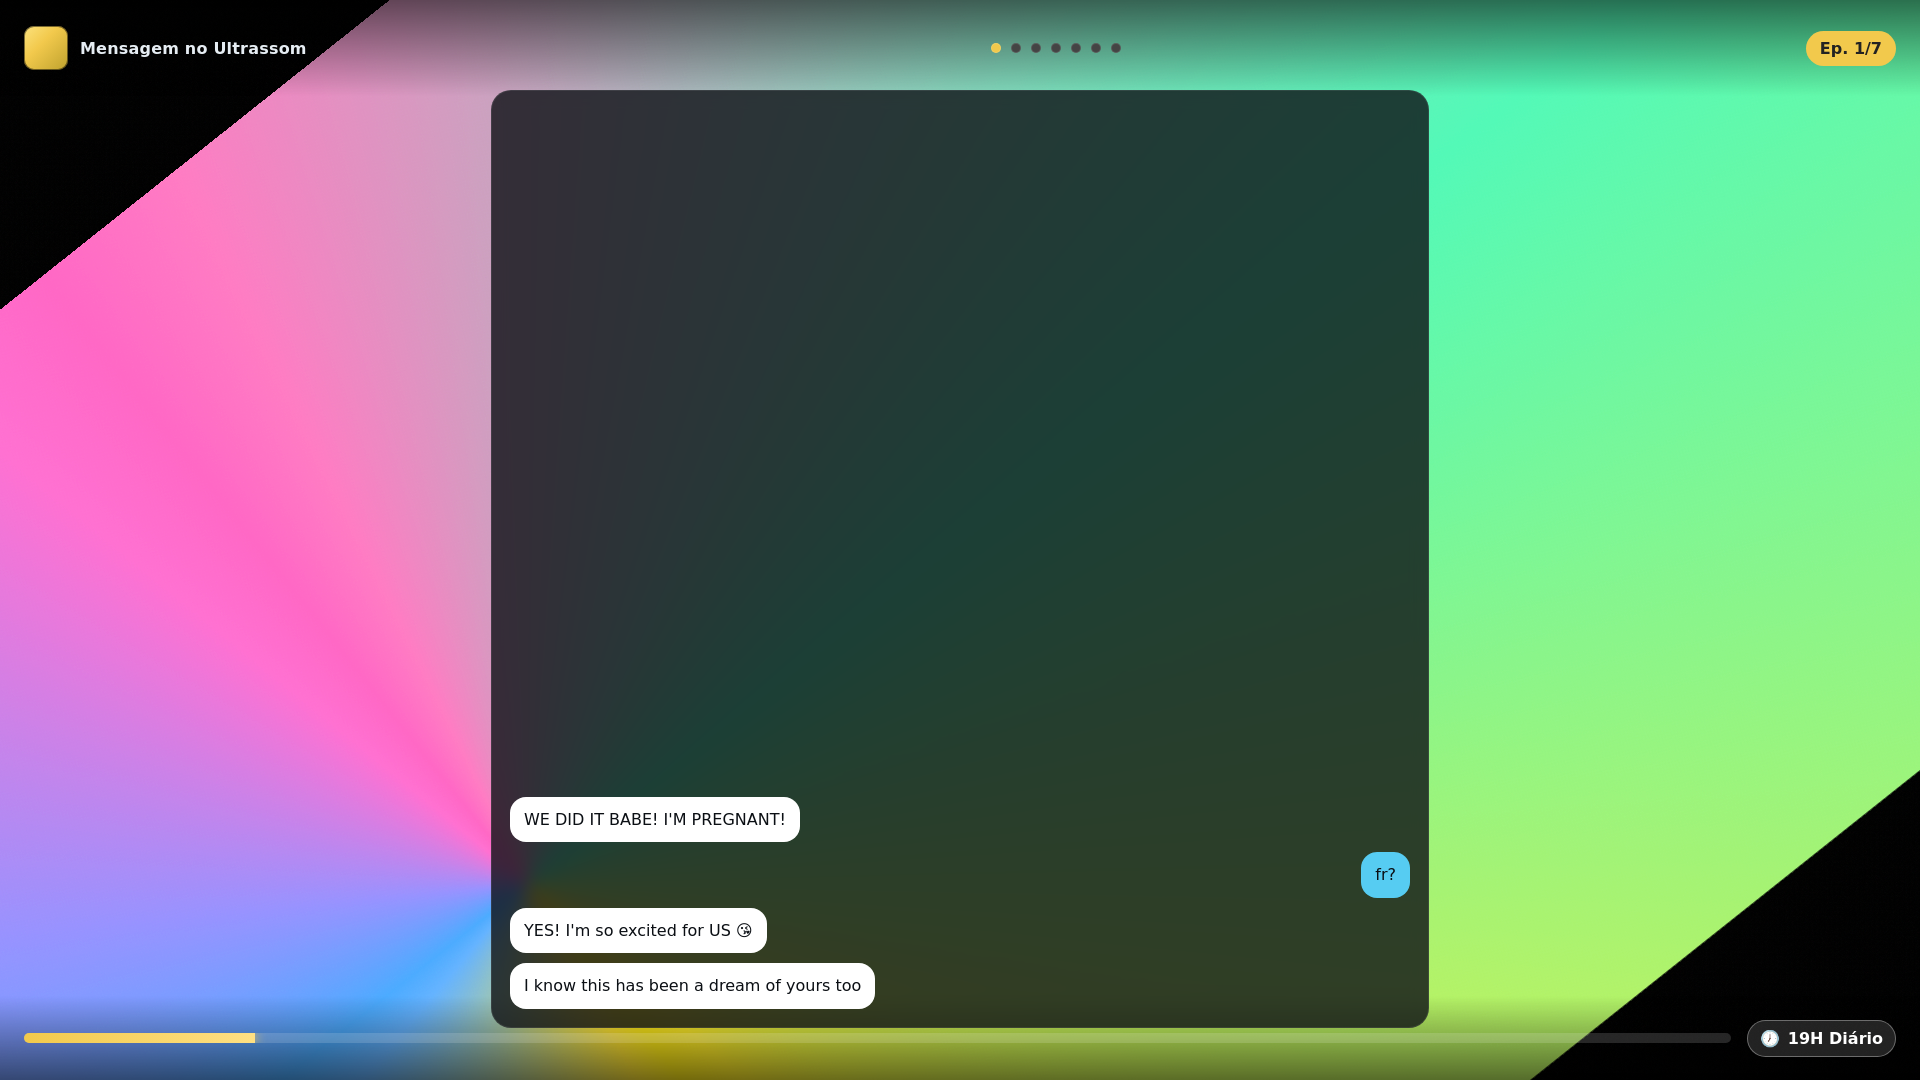 Mensagem no Ultrassom
Ep. 1/7
WE DID IT BABE! I'M PREGNANT!
fr?
YES! I'm so excited for US 😘
I know this has been a dream of yours too
🕖 19H Diário